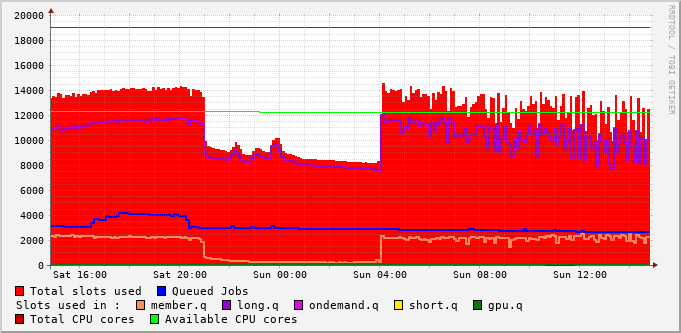 20000
18000
16000
14000
12000
10000
8000
6000
4000
2000
0
Sat 16:00 Sat 20:00 Sun 00:00 Sun 04:00 Sun 08:00 Sun 12:00
Total slots used Queued Jobs
Slots used in : member.q long.q ondemand.q short.q gpu.q
Total CPU cores Available CPU cores
RRDTOOL / TOBI OETIKER